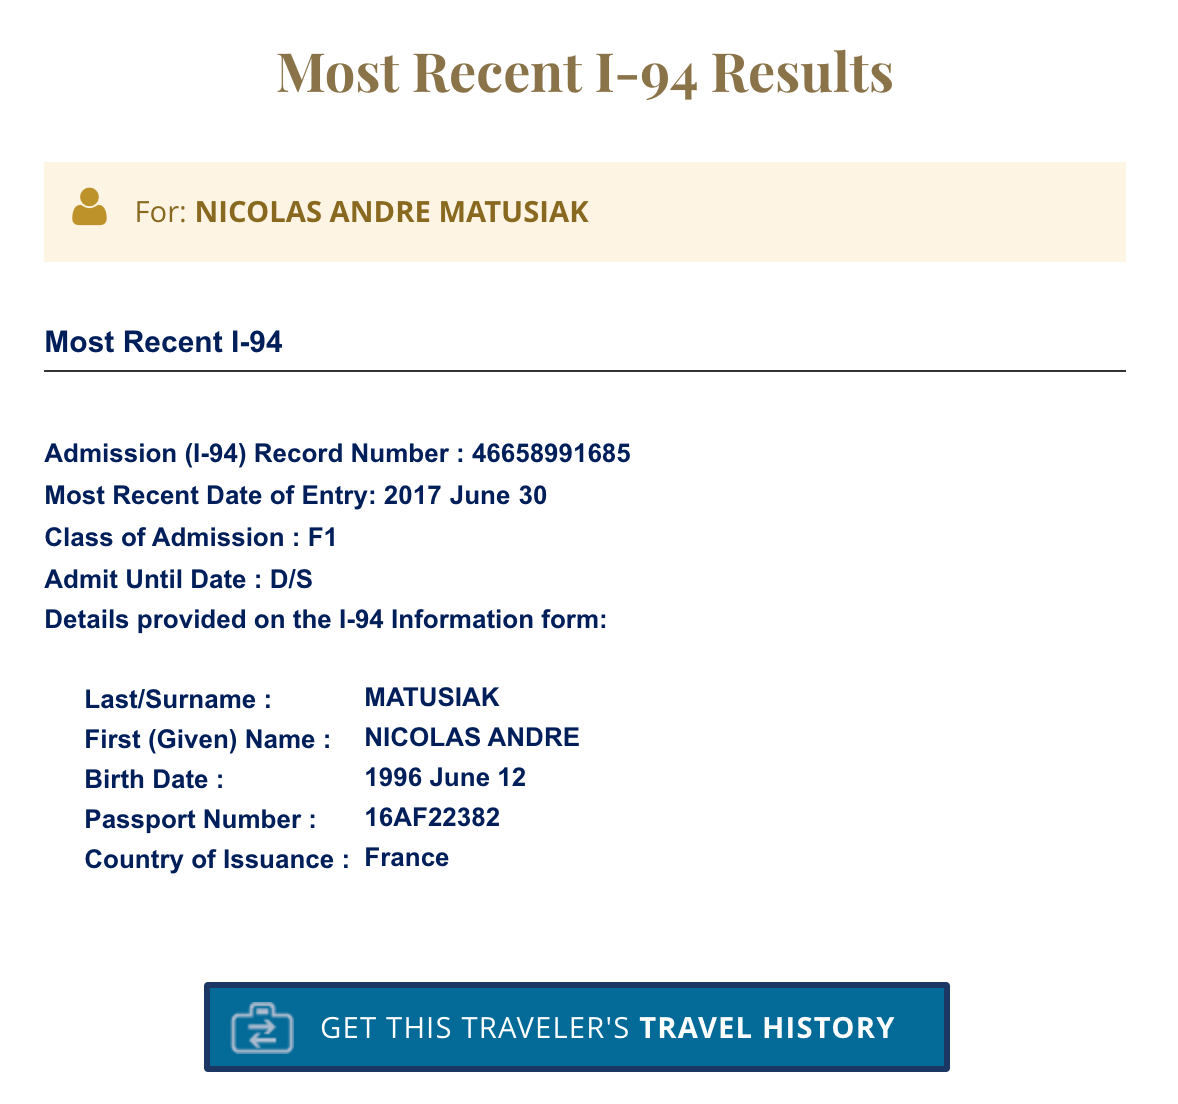 Most Recent I-94 Results
For: NICOLAS ANDRE MATUSIAK
Most Recent I-94
Admission (I-94) Record Number : 46658991685
Most Recent Date of Entry: 2017 June 30
Class of Admission : F1
Admit Until Date : D/S
Details provided on the I-94 Information form:
Last/Surname : MATUSIAK
First (Given) Name : NICOLAS ANDRE
Birth Date : 1996 June 12
Passport Number : 16AF22382
Country of Issuance : France
GET THIS TRAVELER'S TRAVEL HISTORY